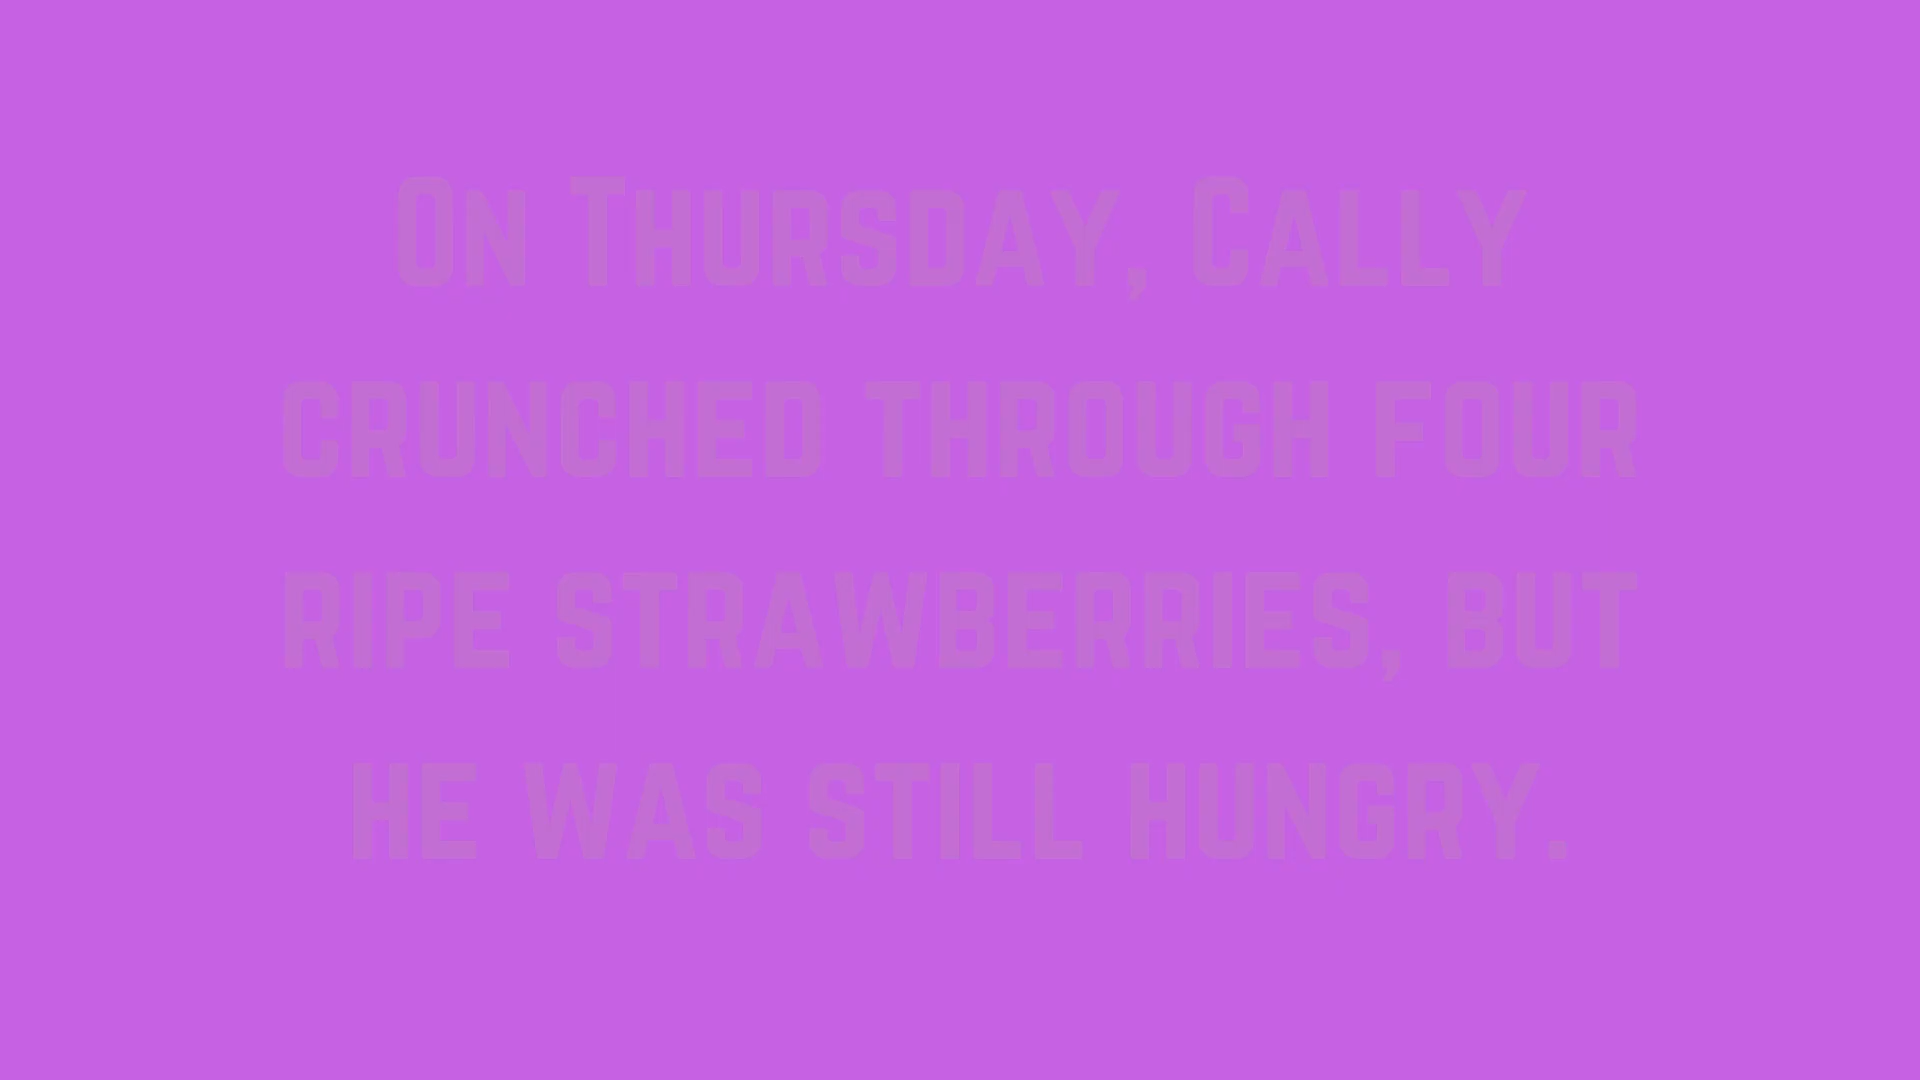 On Thursday, Cally
crunched through four
ripe strawberries, but
he was still hungry.